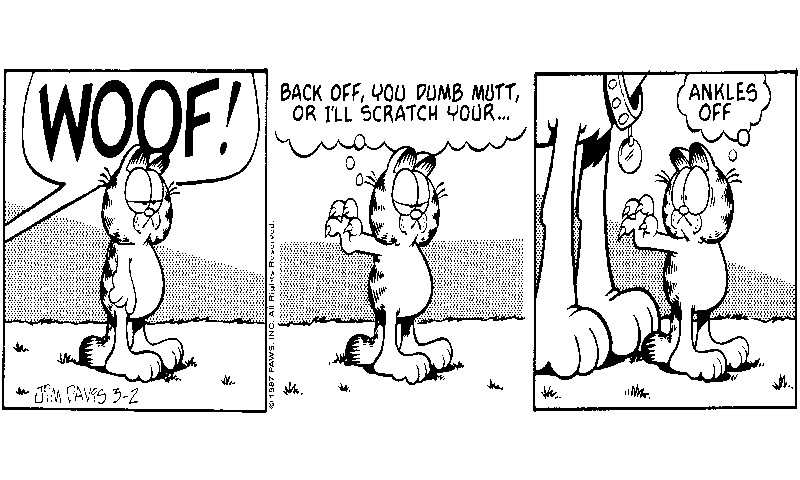 WOOF!
JIM DAVIS 3-2
© 1987 PAWS, INC. All Rights Reserved.
BACK OFF, YOU DUMB MUTT,
OR I'LL SCRATCH YOUR...
ANKLES
OFF